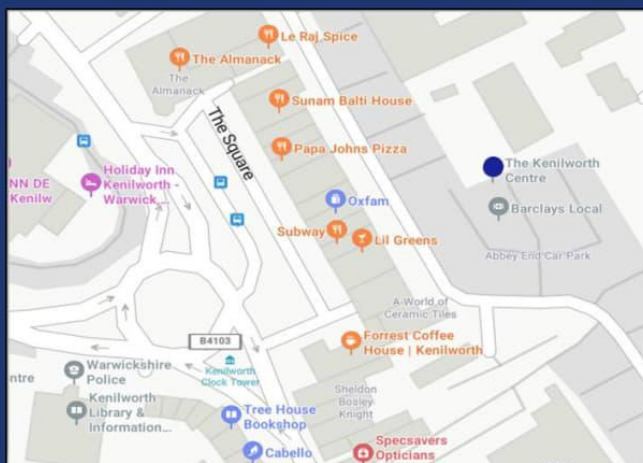 Le Raj Spice
The Almanack
The
Almanack
Sunam Balti House
The Square
Papa Johns Pizza
The Kenilworth
Centre
Holiday Inn
Kenilworth -
Warwick...
NN DE
Kenilw
Oxfam
Barclays Local
Subway
Lil Greens
Abbey End Car Park
A World of
Ceramic Tiles
B4103
Forrest Coffee
House | Kenilworth
Kenilworth
Clock Tower
Warwickshire
Police
ntre
Kenilworth
Library &
Information...
Sheldon
Bosley
Knight
Tree House
Bookshop
Cabello
Specsavers
Opticians